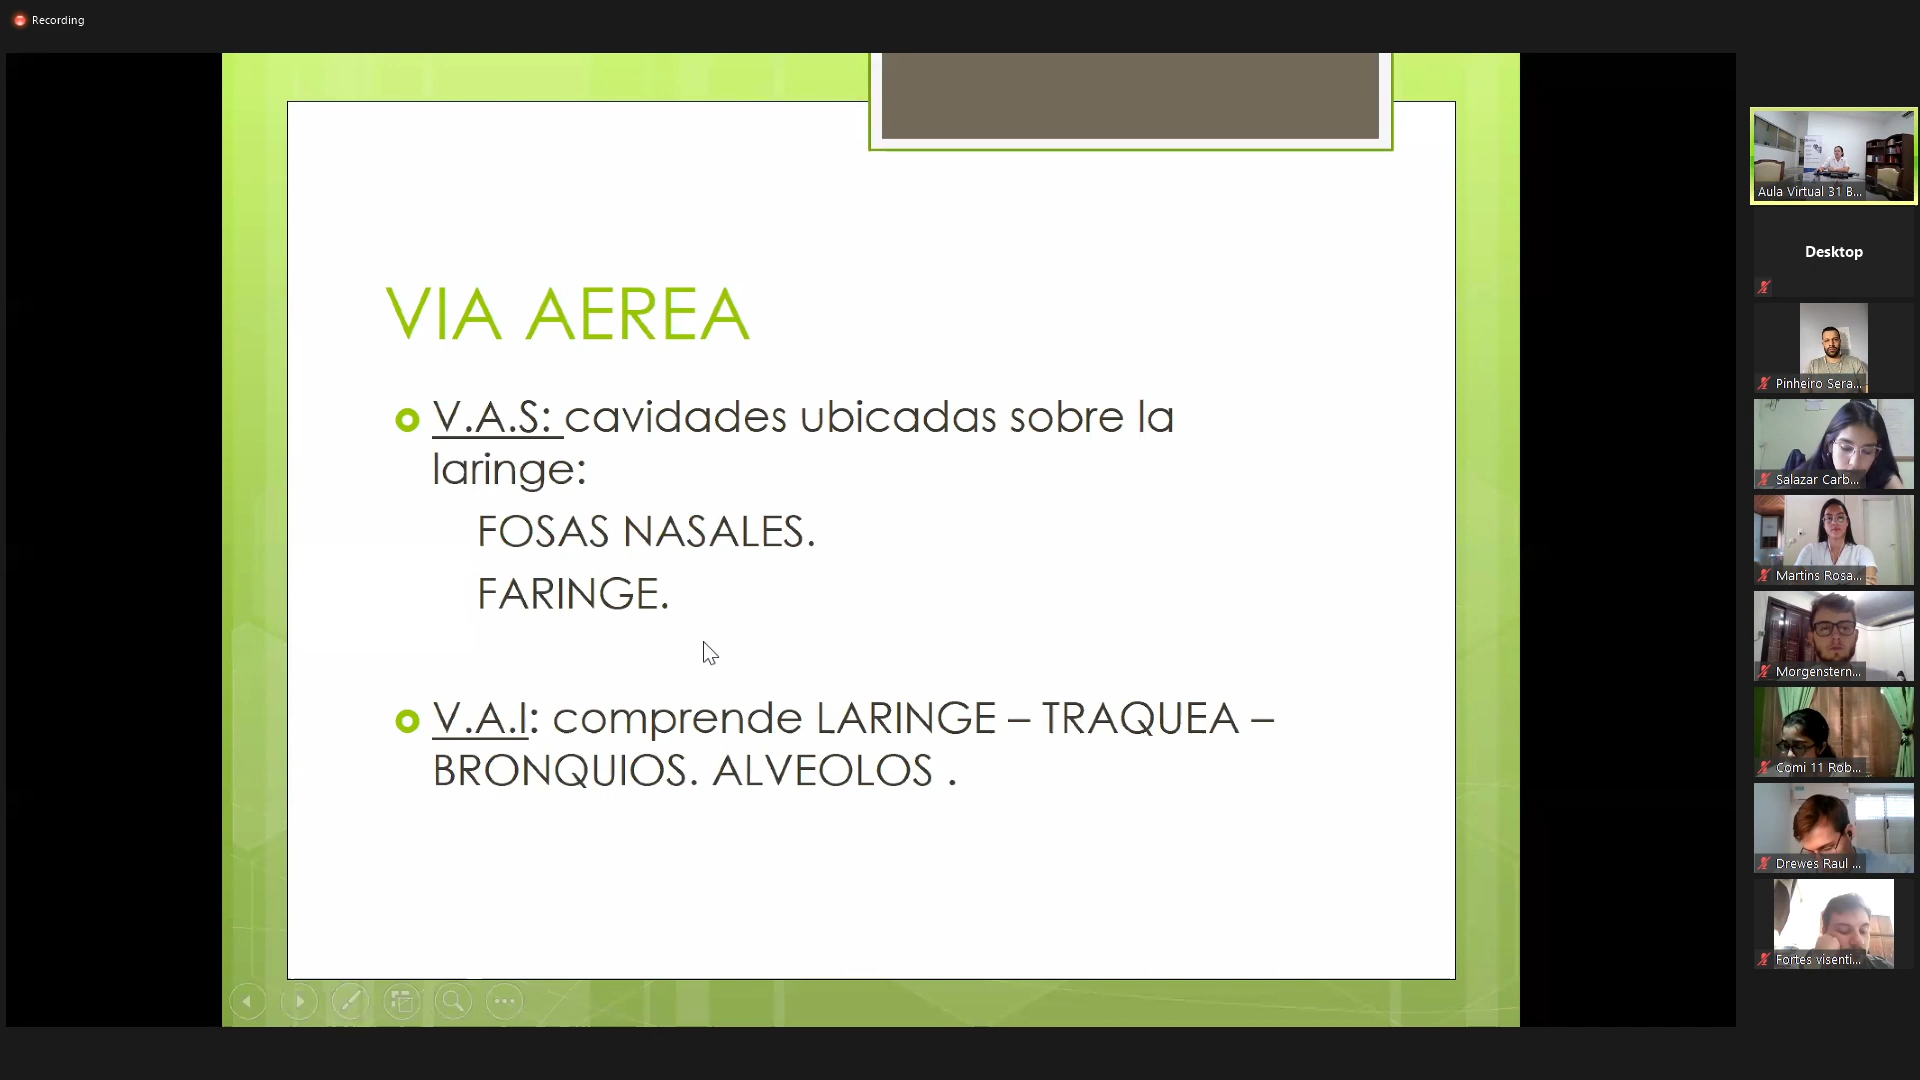 Recording
VIA AEREA
V.A.S: cavidades ubicadas sobre la
laringe:
FOSAS NASALES.
FARINGE.
V.A.I: comprende LARINGE – TRAQUEA –
BRONQUIOS. ALVEOLOS .
Aula Virtual 31 B...
Desktop
Pinheiro Sera...
Salazar Carb...
Martins Rosa...
Morgenstern...
Comi 11 Rob...
Drewes Raul ...
Fortes visenti...